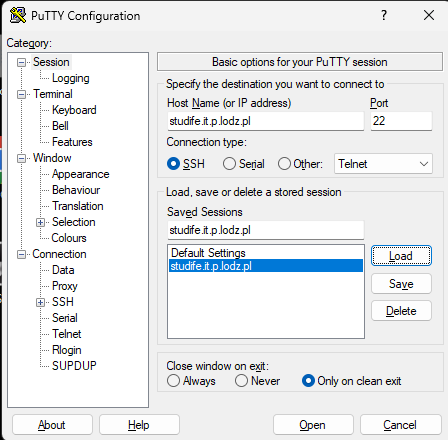 PuTTY Configuration
?
Category:
Session
Logging
Terminal
Keyboard
Bell
Features
Window
Appearance
Behaviour
Translation
Selection
Colours
Connection
Data
Proxy
SSH
Serial
Telnet
Rlogin
SUPDUP
Basic options for your PuTTY session
Specify the destination you want to connect to
Host Name (or IP address) Port
studife.it.p.lodz.pl 22
Connection type:
SSH Serial Other: Telnet
Load, save or delete a stored session
Saved Sessions
studife.it.p.lodz.pl
Default Settings
studife.it.p.lodz.pl
Load
Save
Delete
Close window on exit:
Always Never Only on clean exit
About Help Open Cancel